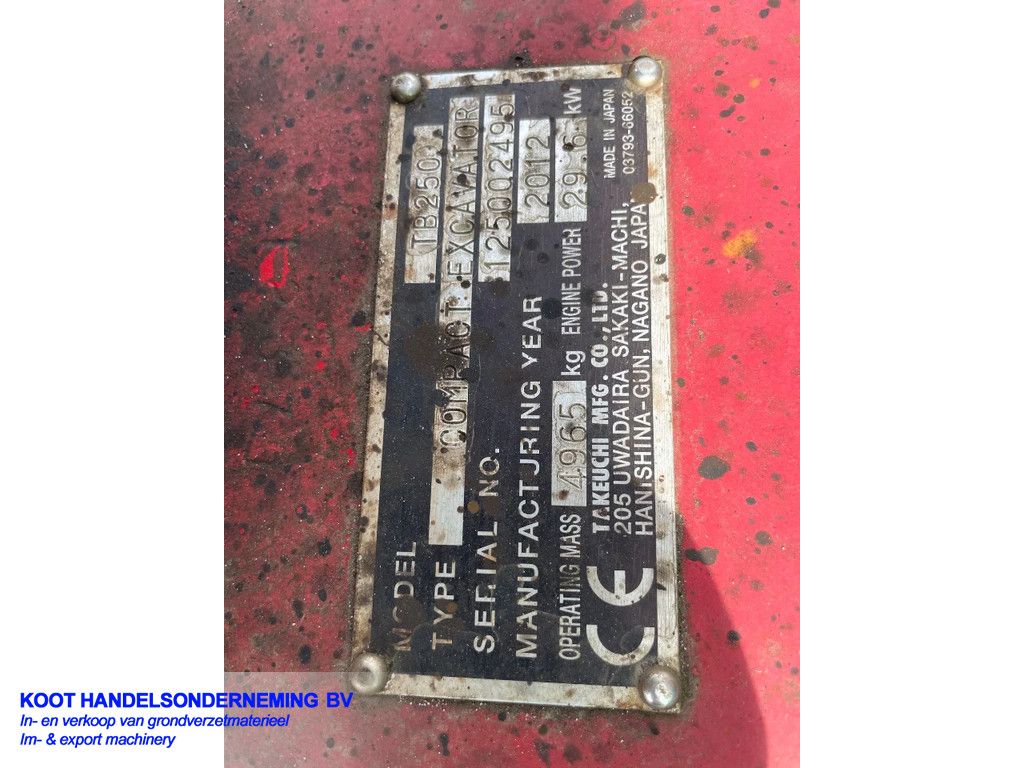 MODEL TB250
TYPE COMPACT EXCAVATOR
SERIAL NO. 125002495
MANUFACTURING YEAR 2012
OPERATING MASS 4965 kg ENGINE POWER 29.6 kW
TAKEUCHI MFG. CO., LTD.
205 UWADAIRA SAKAKI-MACHI,
HANISHINA-GUN, NAGANO JAPA
MADE IN JAPAN
03793-66052
CE
KOOT HANDELSONDERNEMING BV
In- en verkoop van grondverzetmaterieel
Im- & export machinery